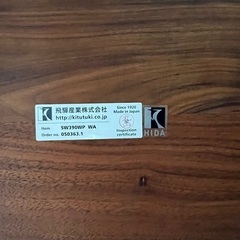 飛騨産業株式会社
http://kitutuki.co.jp
Item SW390WP WA
Order no. 050363.1
Since 1920
Made in Japan
Inspection
certificate
HIDA